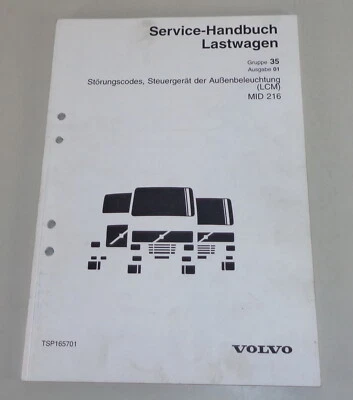 Service-Handbuch
Lastwagen
Gruppe 35
Ausgabe 01
Störungscodes, Steuergerät der Außenbeleuchtung
(LCM)
MID 216
TSP165701
VOLVO